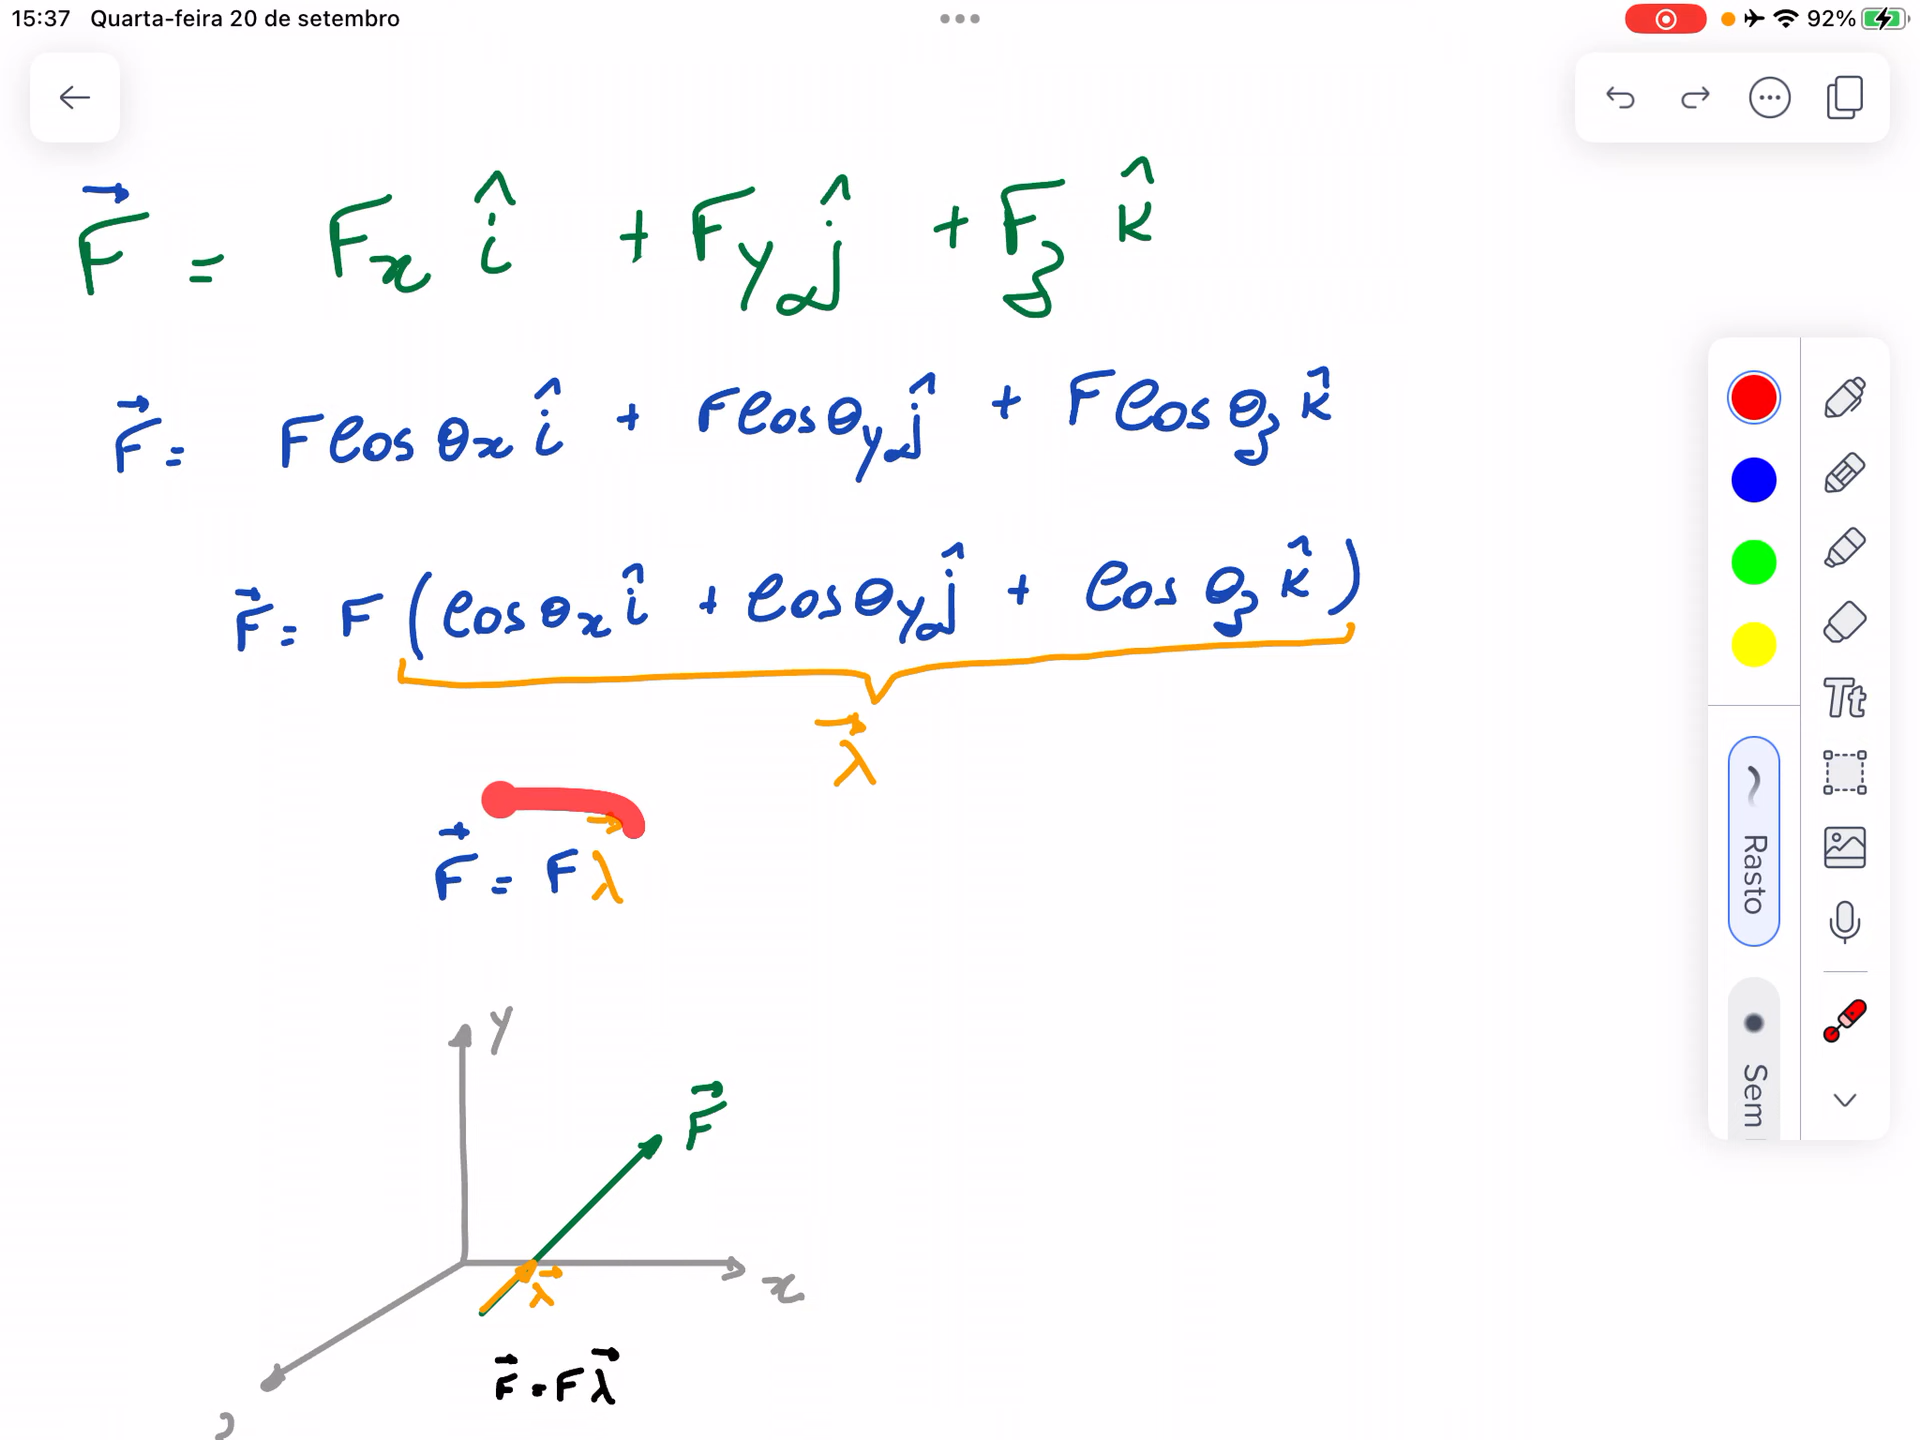 15:37 Quarta-feira 20 de setembro 92%
F⃗ = Fx î + Fy ĵ + Fz k̂
F⃗ = F cos θx î + F cos θy ĵ + F cos θz k̂
F⃗ = F (cos θx î + cos θy ĵ + cos θz k̂)
λ⃗
F⃗ = F λ⃗
y
F⃗
x
λ⃗
F⃗ = F λ⃗
Tt
Rasto
Sem